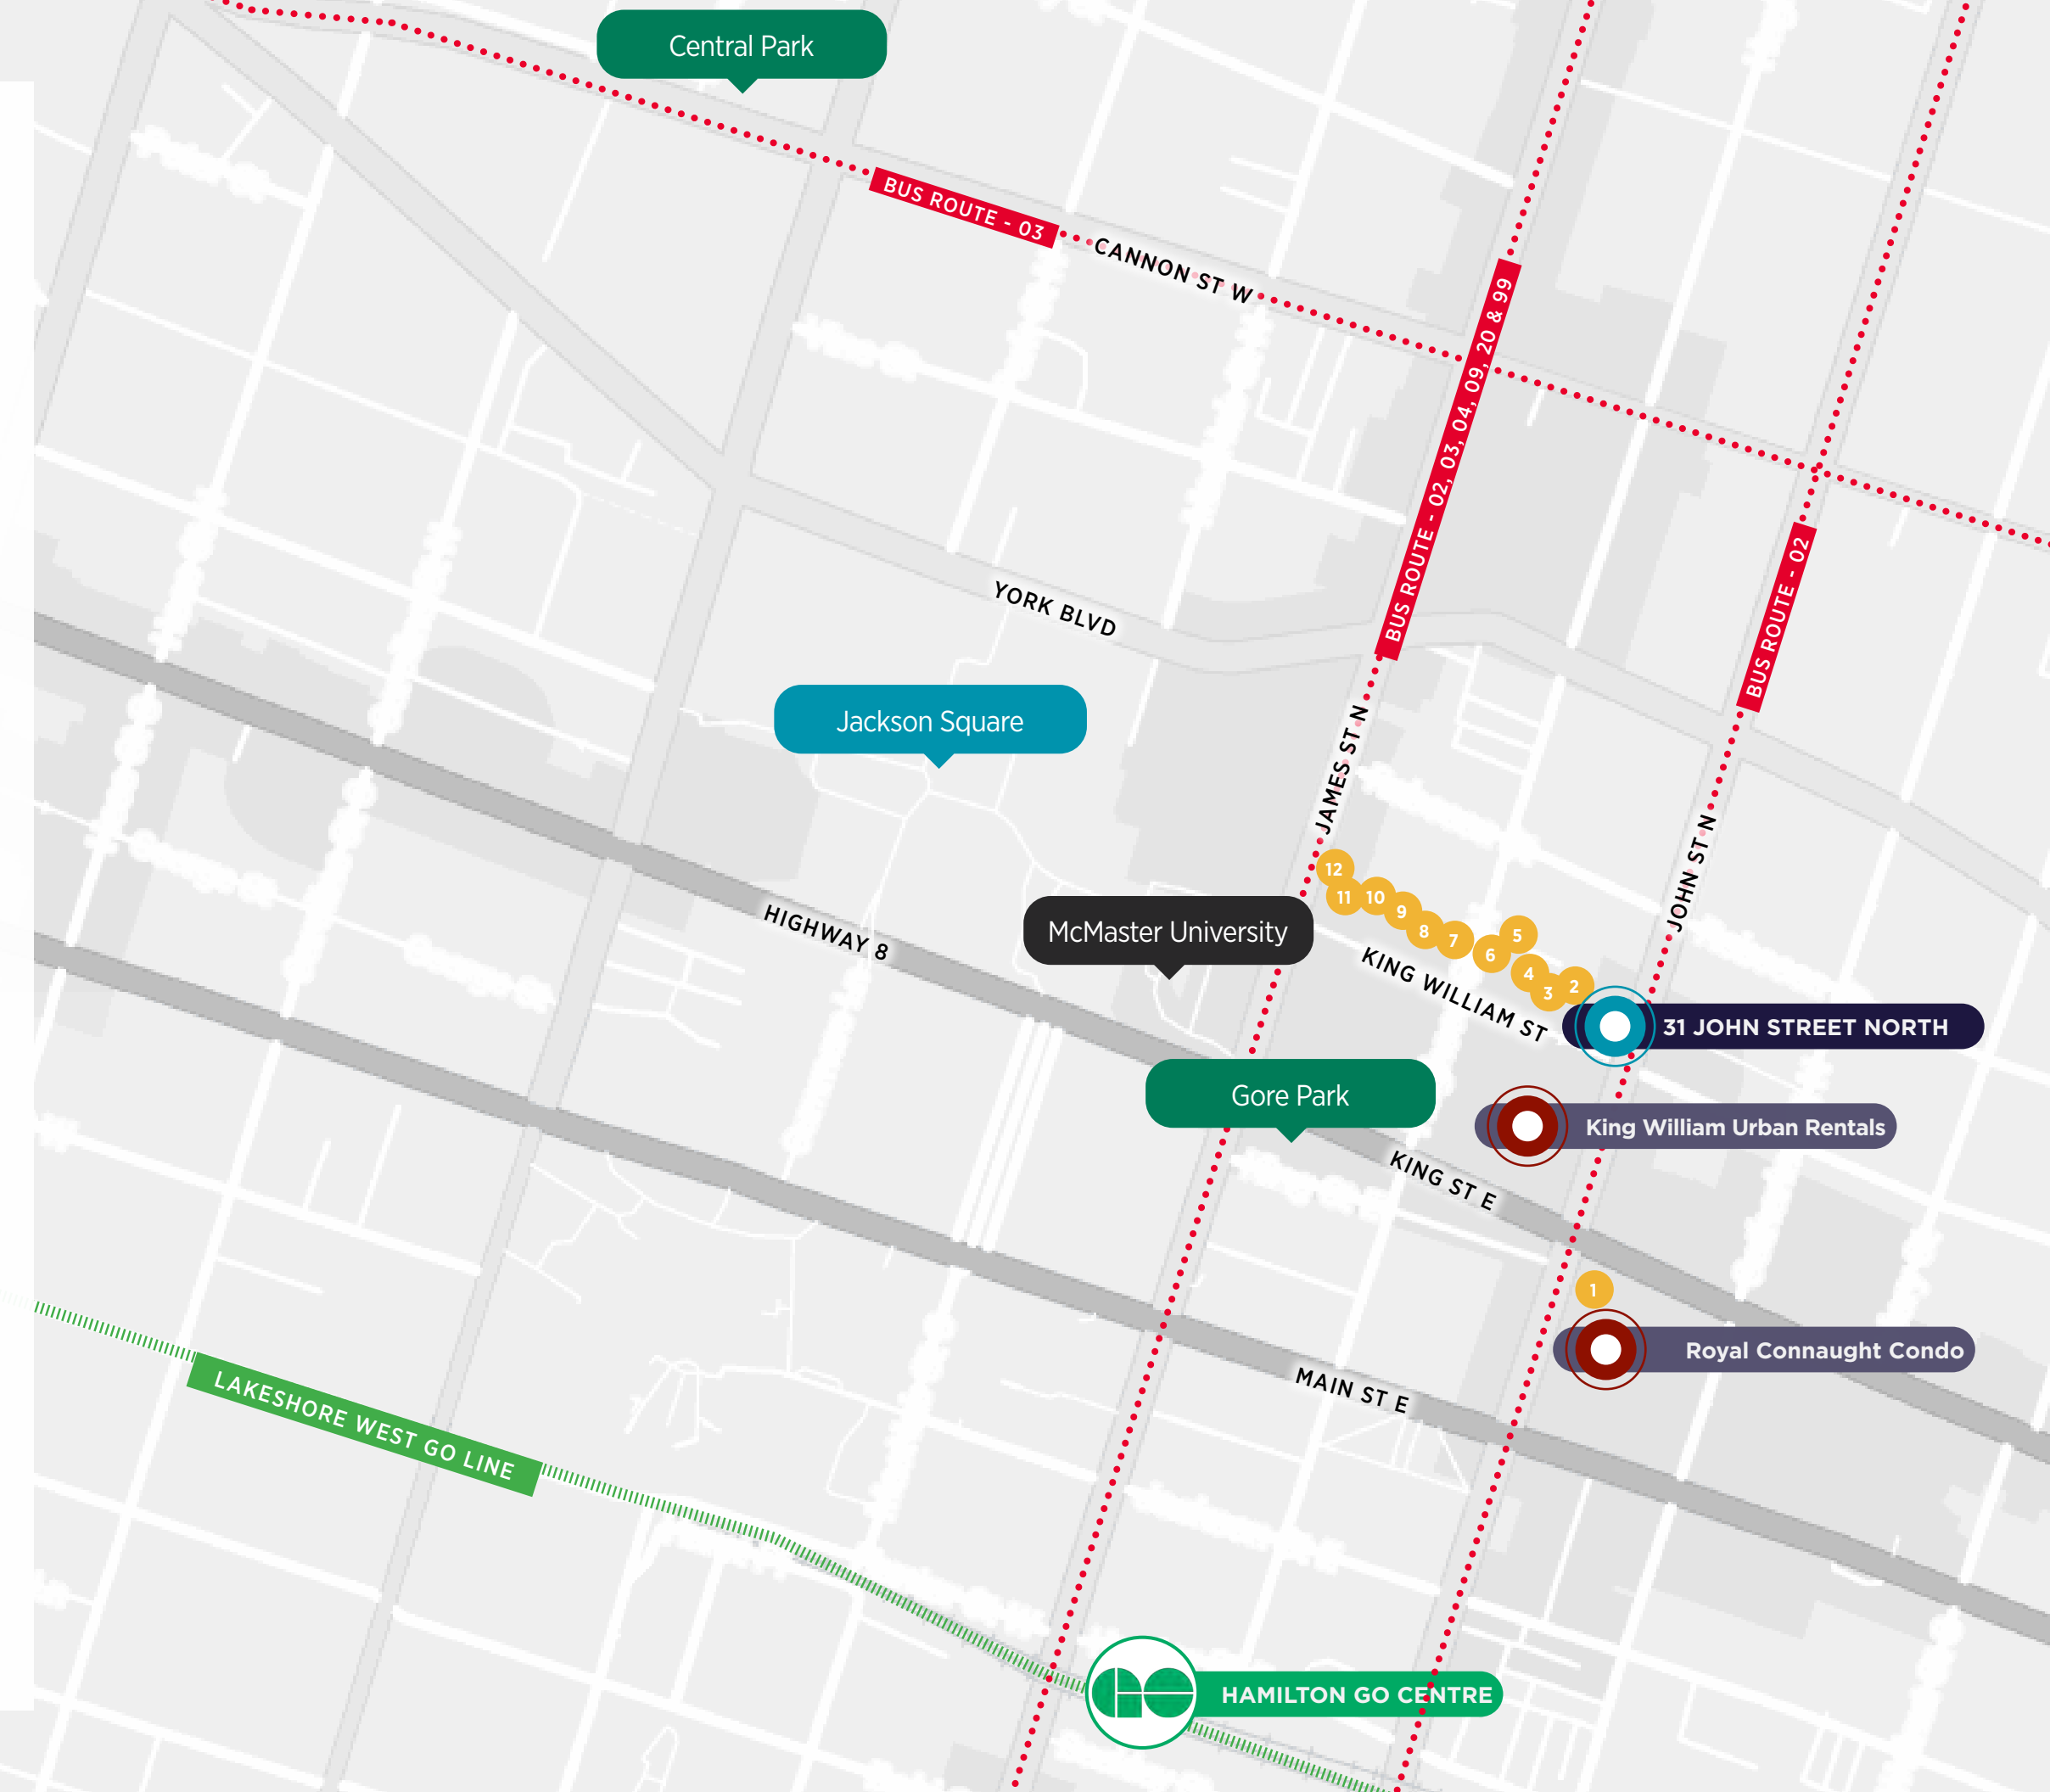 Central Park
BUS ROUTE - 03
CANNON ST W
BUS ROUTE - 02, 03, 04, 09, 20 & 99
BUS ROUTE - 02
YORK BLVD
Jackson Square
JAMES ST N
JOHN ST N
12
11
10
9
8
7
6
5
4
3
2
HIGHWAY 8
McMaster University
KING WILLIAM ST
31 JOHN STREET NORTH
Gore Park
King William Urban Rentals
KING ST E
1
Royal Connaught Condo
MAIN ST E
LAKESHORE WEST GO LINE
GO
HAMILTON GO CENTRE